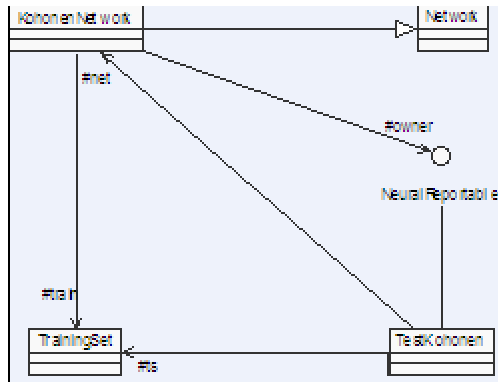 KohonenNetwork
Network
#net
#owner
NeuralReportable
#train
TrainingSet
TestKohonen
#ts